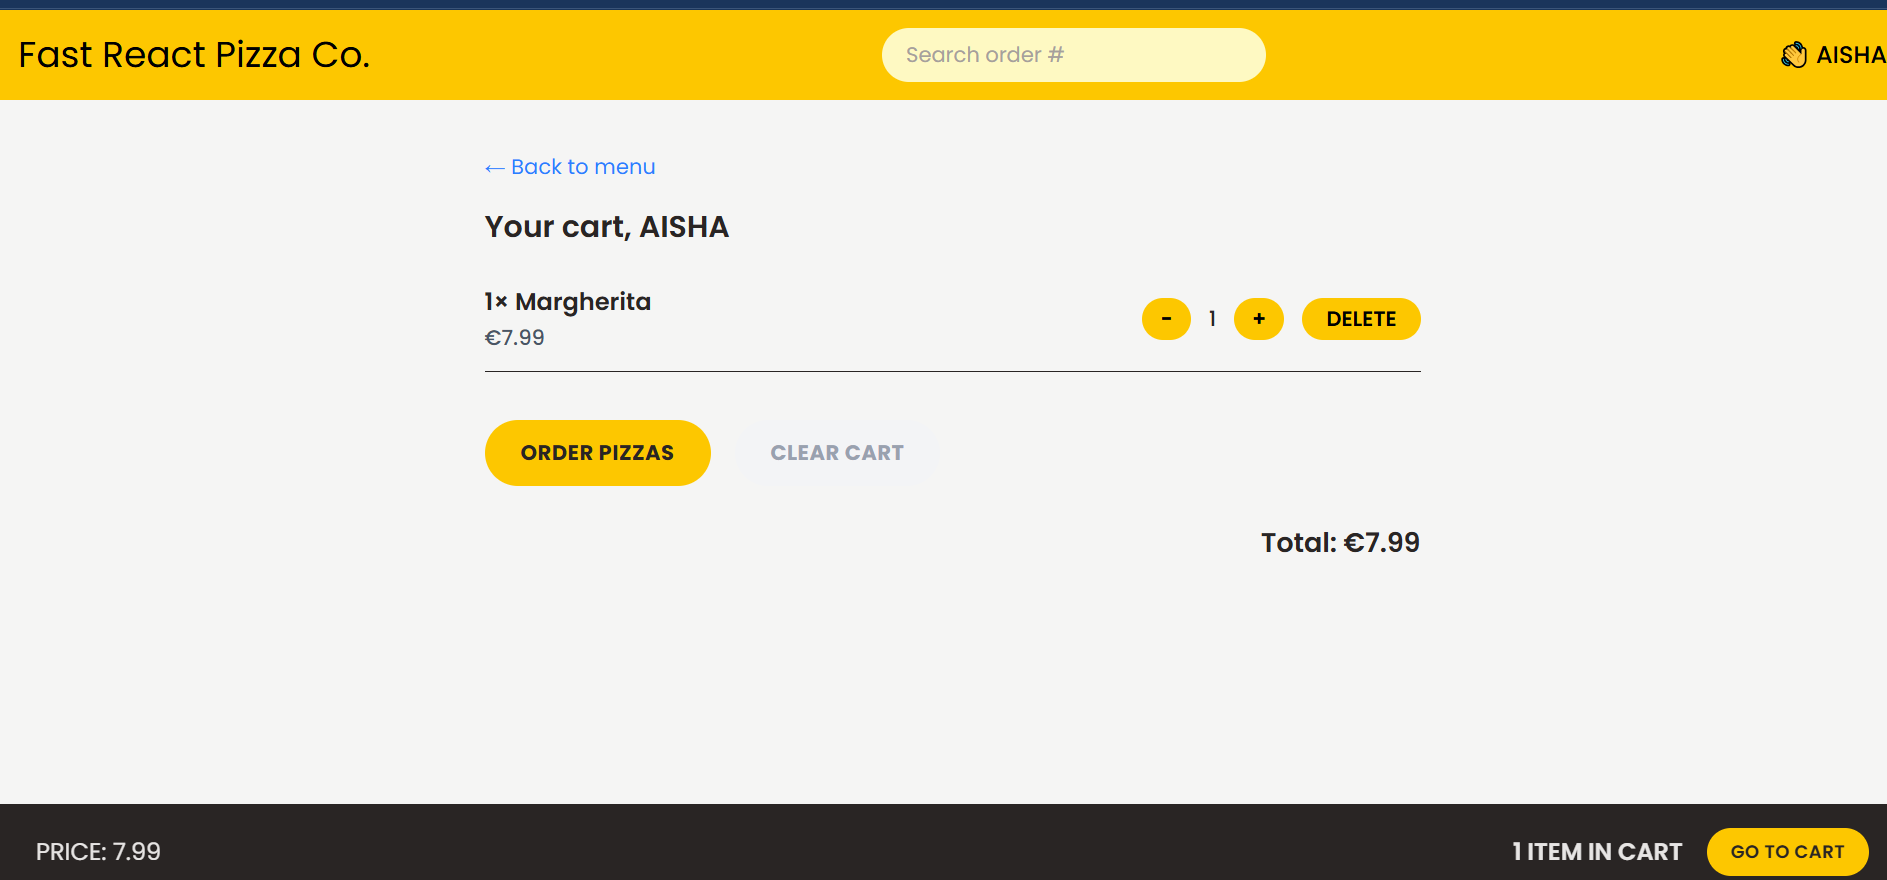 Fast React Pizza Co.
Search order #
👋 AISHA
← Back to menu
Your cart, AISHA
1× Margherita
€7.99
- 1 + DELETE
ORDER PIZZAS CLEAR CART
Total: €7.99
PRICE: 7.99
1 ITEM IN CART GO TO CART